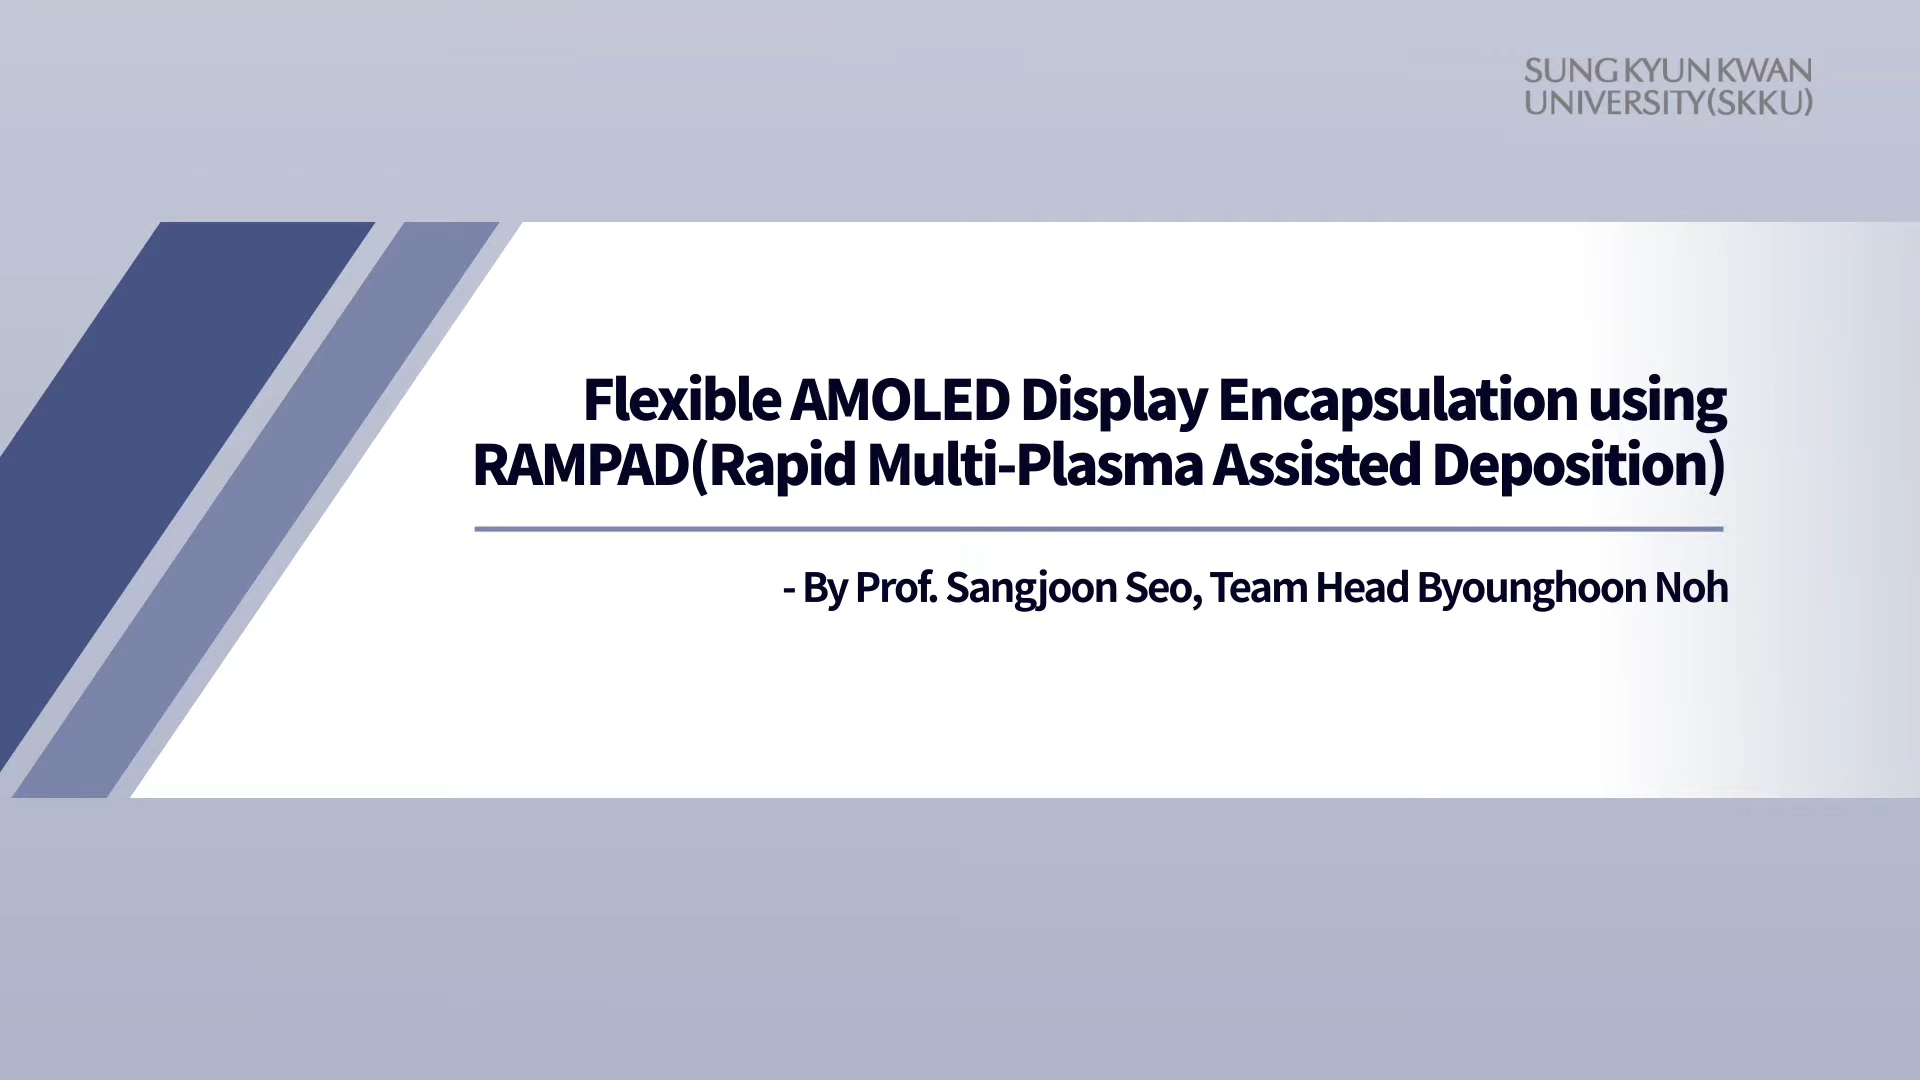 SUNG KYUN KWAN
UNIVERSITY(SKKU)
Flexible AMOLED Display Encapsulation using
RAMPAD(Rapid Multi-Plasma Assisted Deposition)
- By Prof. Sangjoon Seo, Team Head Byounghoon Noh